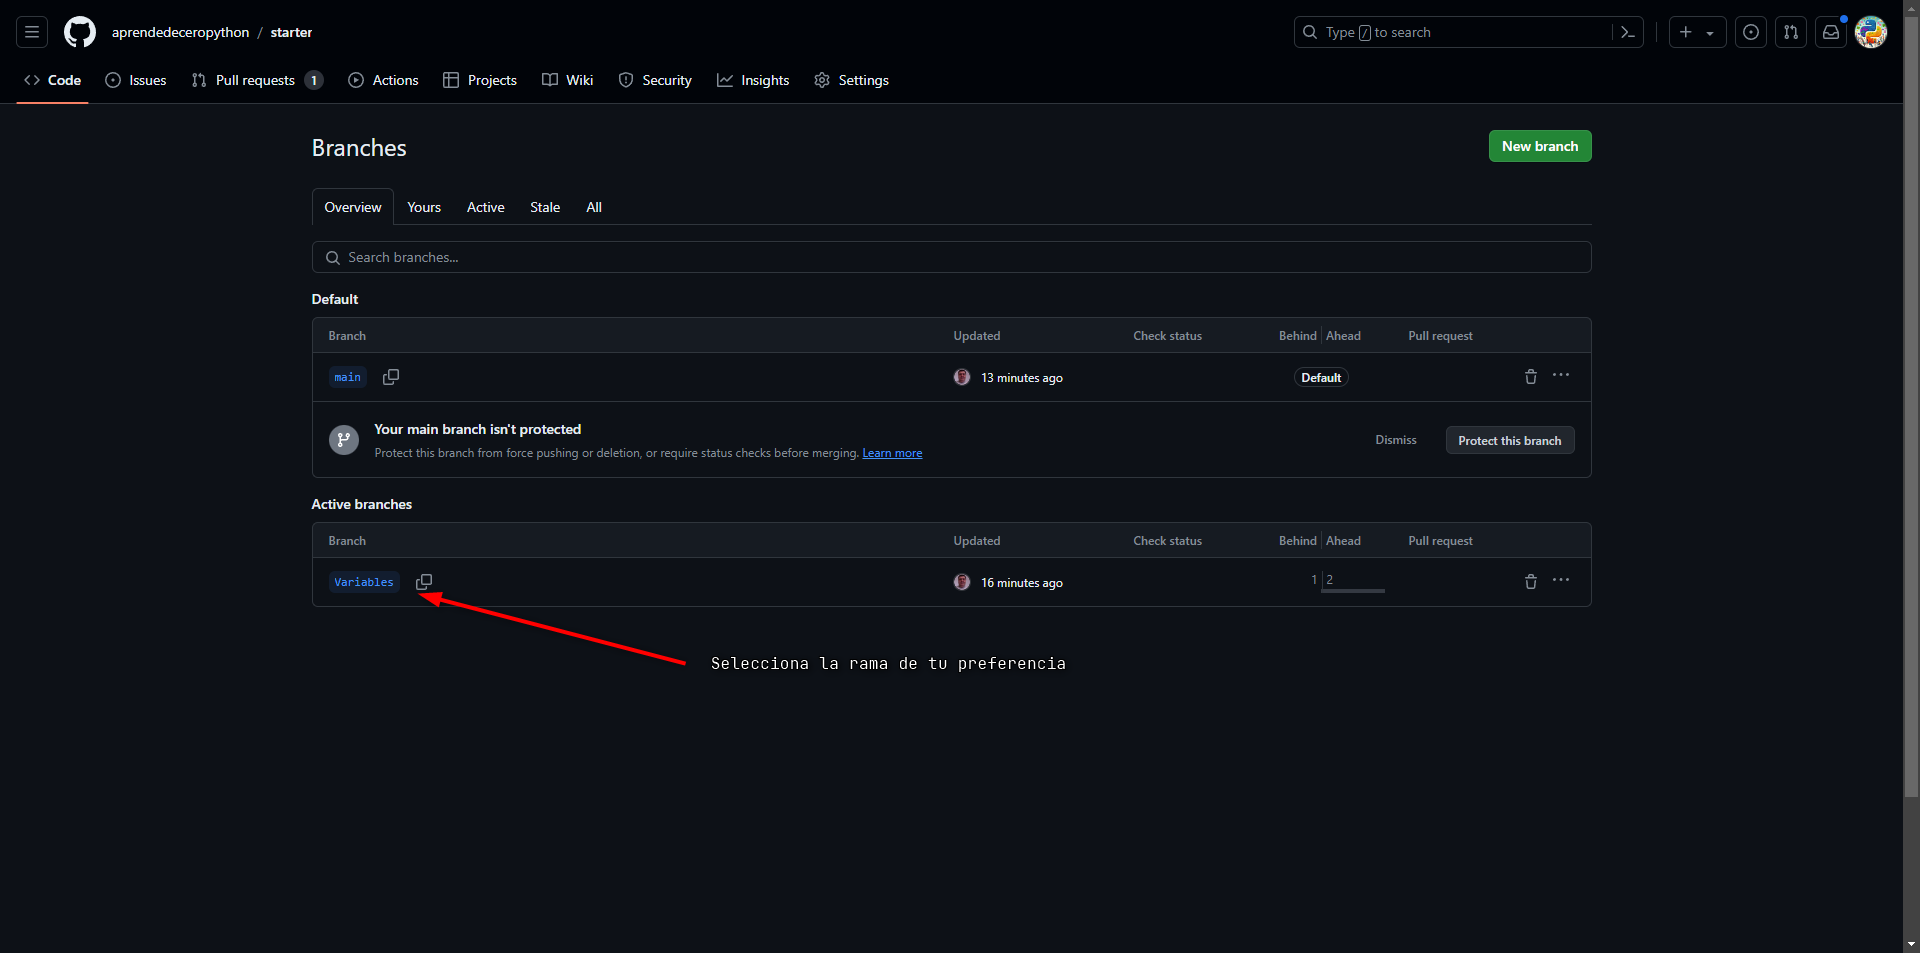 aprendedeceropython / starter
Type / to search
Code Issues Pull requests 1 Actions Projects Wiki Security Insights Settings
Branches
New branch
Overview Yours Active Stale All
Search branches...
Default
Branch Updated Check status Behind Ahead Pull request
main 13 minutes ago Default
Your main branch isn't protected
Protect this branch from force pushing or deletion, or require status checks before merging. Learn more
Dismiss Protect this branch
Active branches
Branch Updated Check status Behind Ahead Pull request
Variables 16 minutes ago 1 2
Selecciona la rama de tu preferencia